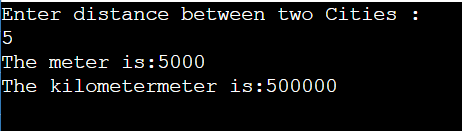 Enter distance between two Cities :
5
The meter is:5000
The kilometermeter is:500000